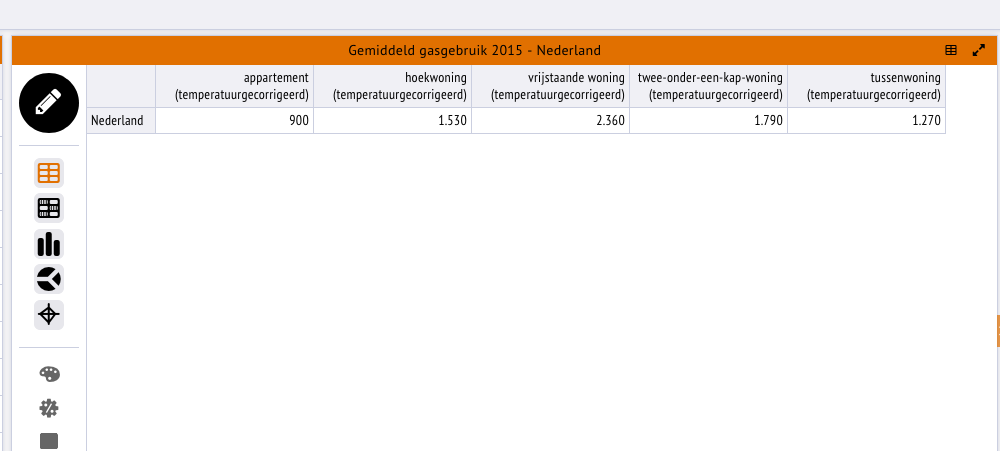 Gemiddeld gasgebruik 2015 - Nederland
appartement hoekwoning vrijstaande woning twee-onder-een-kap-woning tussenwoning
(temperatuurgecorrigeerd) (temperatuurgecorrigeerd) (temperatuurgecorrigeerd) (temperatuurgecorrigeerd) (temperatuurgecorrigeerd)
Nederland 900 1.530 2.360 1.790 1.270